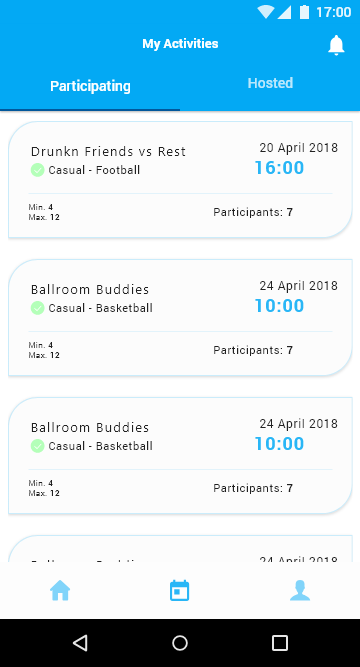 17:00
My Activities
Participating
Hosted
Drunkn Friends vs Rest
20 April 2018
Casual - Football
16:00
Min. 4
Max. 12
Participants: 7
Ballroom Buddies
24 April 2018
Casual - Basketball
10:00
Min. 4
Max. 12
Participants: 7
Ballroom Buddies
24 April 2018
Casual - Basketball
10:00
Min. 4
Max. 12
Participants: 7
24 April 2018